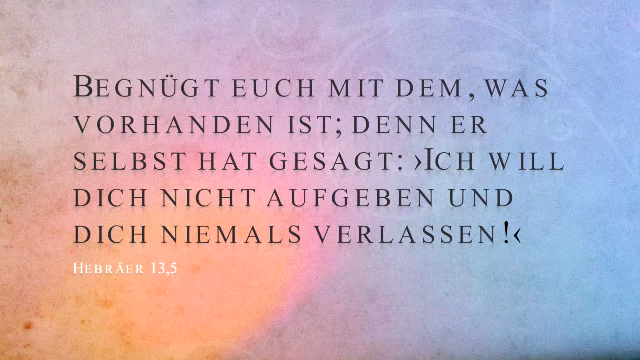 Begnügt euch mit dem, was
vorhanden ist; denn er
selbst hat gesagt: ›Ich will
dich nicht aufgeben und
dich niemals verlassen!‹
Hebräer 13,5